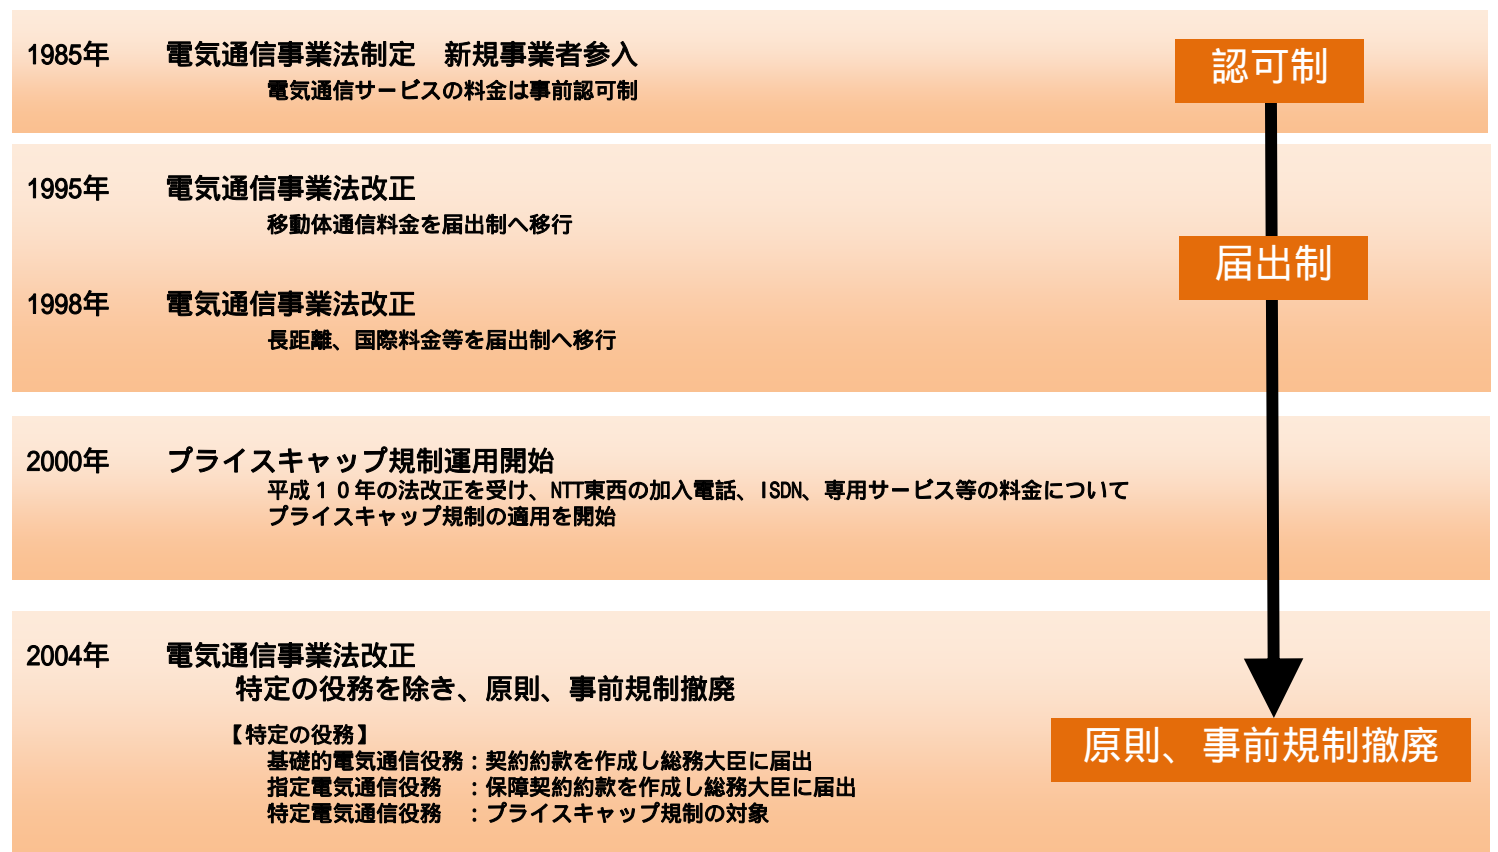 1985年　電気通信事業法制定　新規事業者参入
電気通信サービスの料金は事前認可制
認可制
1995年　電気通信事業法改正
移動体通信料金を届出制へ移行
届出制
1998年　電気通信事業法改正
長距離、国際料金等を届出制へ移行
2000年　プライスキャップ規制運用開始
平成１０年の法改正を受け、NTT東西の加入電話、ISDN、専用サービス等の料金について
プライスキャップ規制の適用を開始
2004年　電気通信事業法改正
特定の役務を除き、原則、事前規制撤廃
【特定の役務】
基礎的電気通信役務：契約約款を作成し総務大臣に届出
指定電気通信役務　：保障契約約款を作成し総務大臣に届出
特定電気通信役務　：プライスキャップ規制の対象
原則、事前規制撤廃